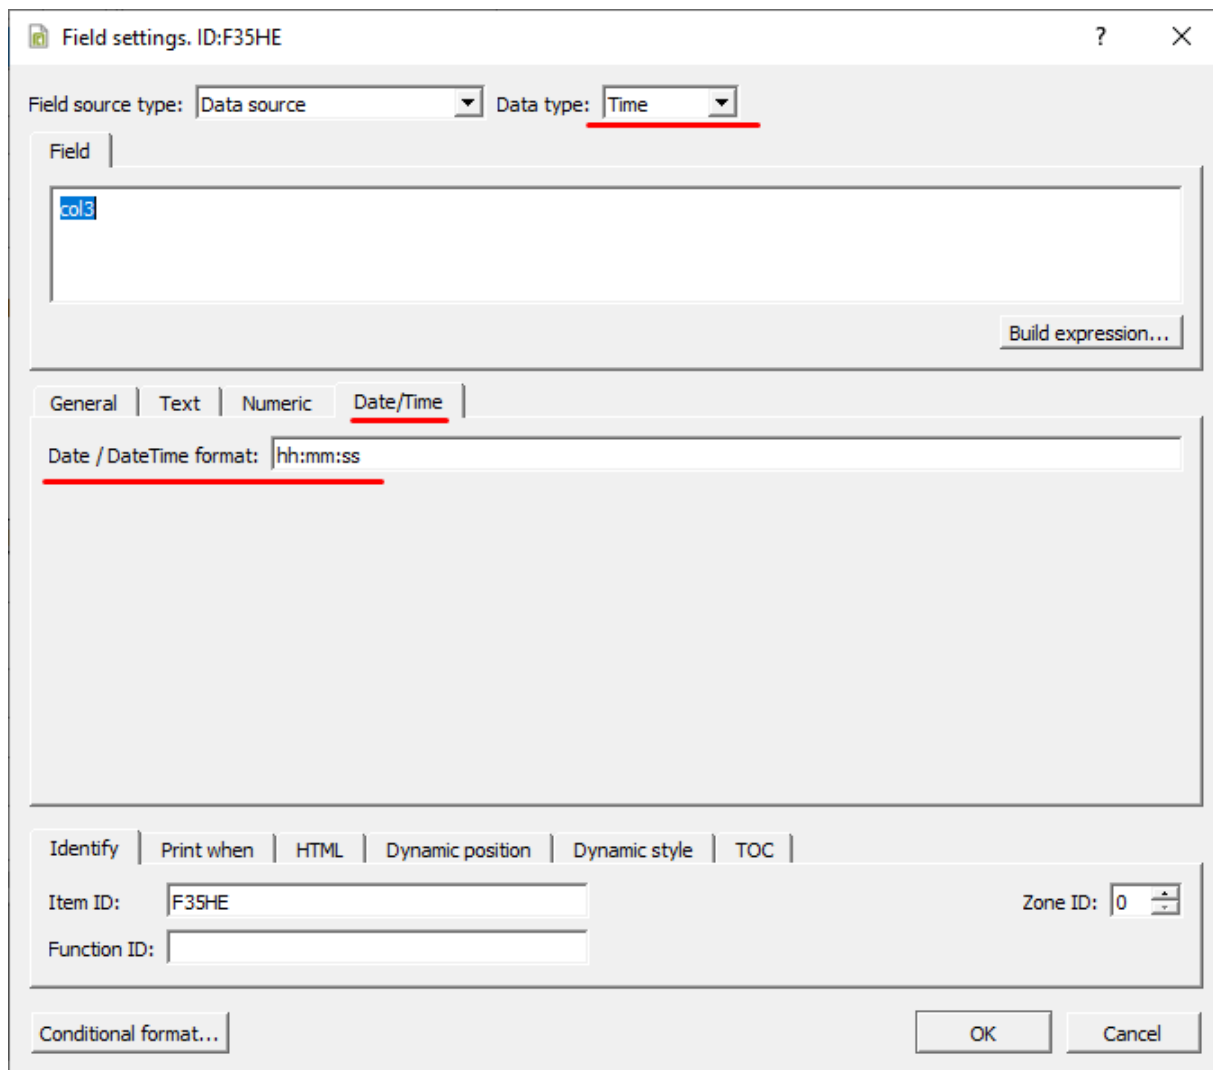 Field settings. ID:F35HE ?
Field source type: Data source Data type: Time
Field
col3
Build expression...
General Text Numeric Date/Time
Date / DateTime format: hh:mm:ss
Identify Print when HTML Dynamic position Dynamic style TOC
Item ID: F35HE Zone ID: 0
Function ID:
Conditional format... OK Cancel